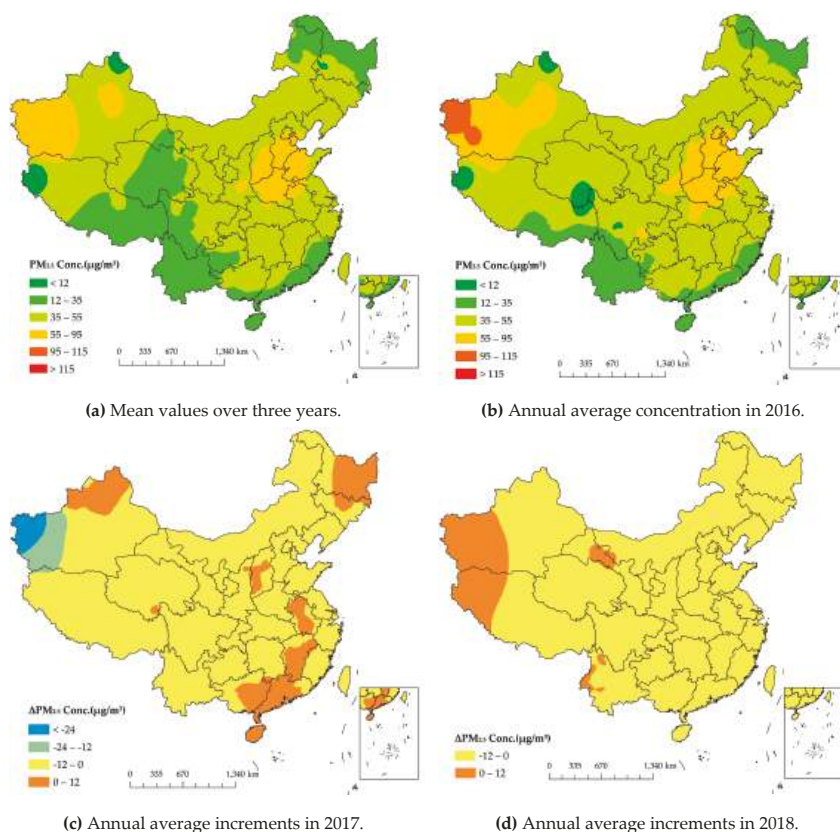 PM2.5 Conc.(µg/m³)
< 12
12 – 35
35 – 55
55 – 95
95 – 115
> 115
0 335 670 1,340 km
(a) Mean values over three years.
PM2.5 Conc.(µg/m³)
< 12
12 – 35
35 – 55
55 – 95
95 – 115
> 115
0 335 670 1,340 km
(b) Annual average concentration in 2016.
ΔPM2.5 Conc.(µg/m³)
< -24
-24 – -12
-12 – 0
0 – 12
0 335 670 1,340 km
(c) Annual average increments in 2017.
ΔPM2.5 Conc.(µg/m³)
-12 – 0
0 – 12
0 335 670 1,340 km
(d) Annual average increments in 2018.